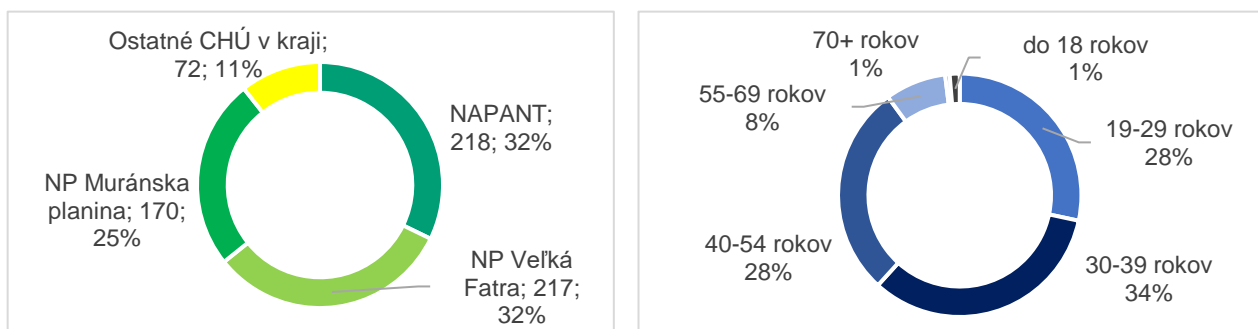 Ostatné CHÚ v kraji;
72; 11%
NAPANT;
218; 32%
NP Muránska
planina; 170;
25%
NP Veľká
Fatra; 217;
32%
70+ rokov
1%
do 18 rokov
1%
55-69 rokov
8%
19-29 rokov
28%
40-54 rokov
28%
30-39 rokov
34%